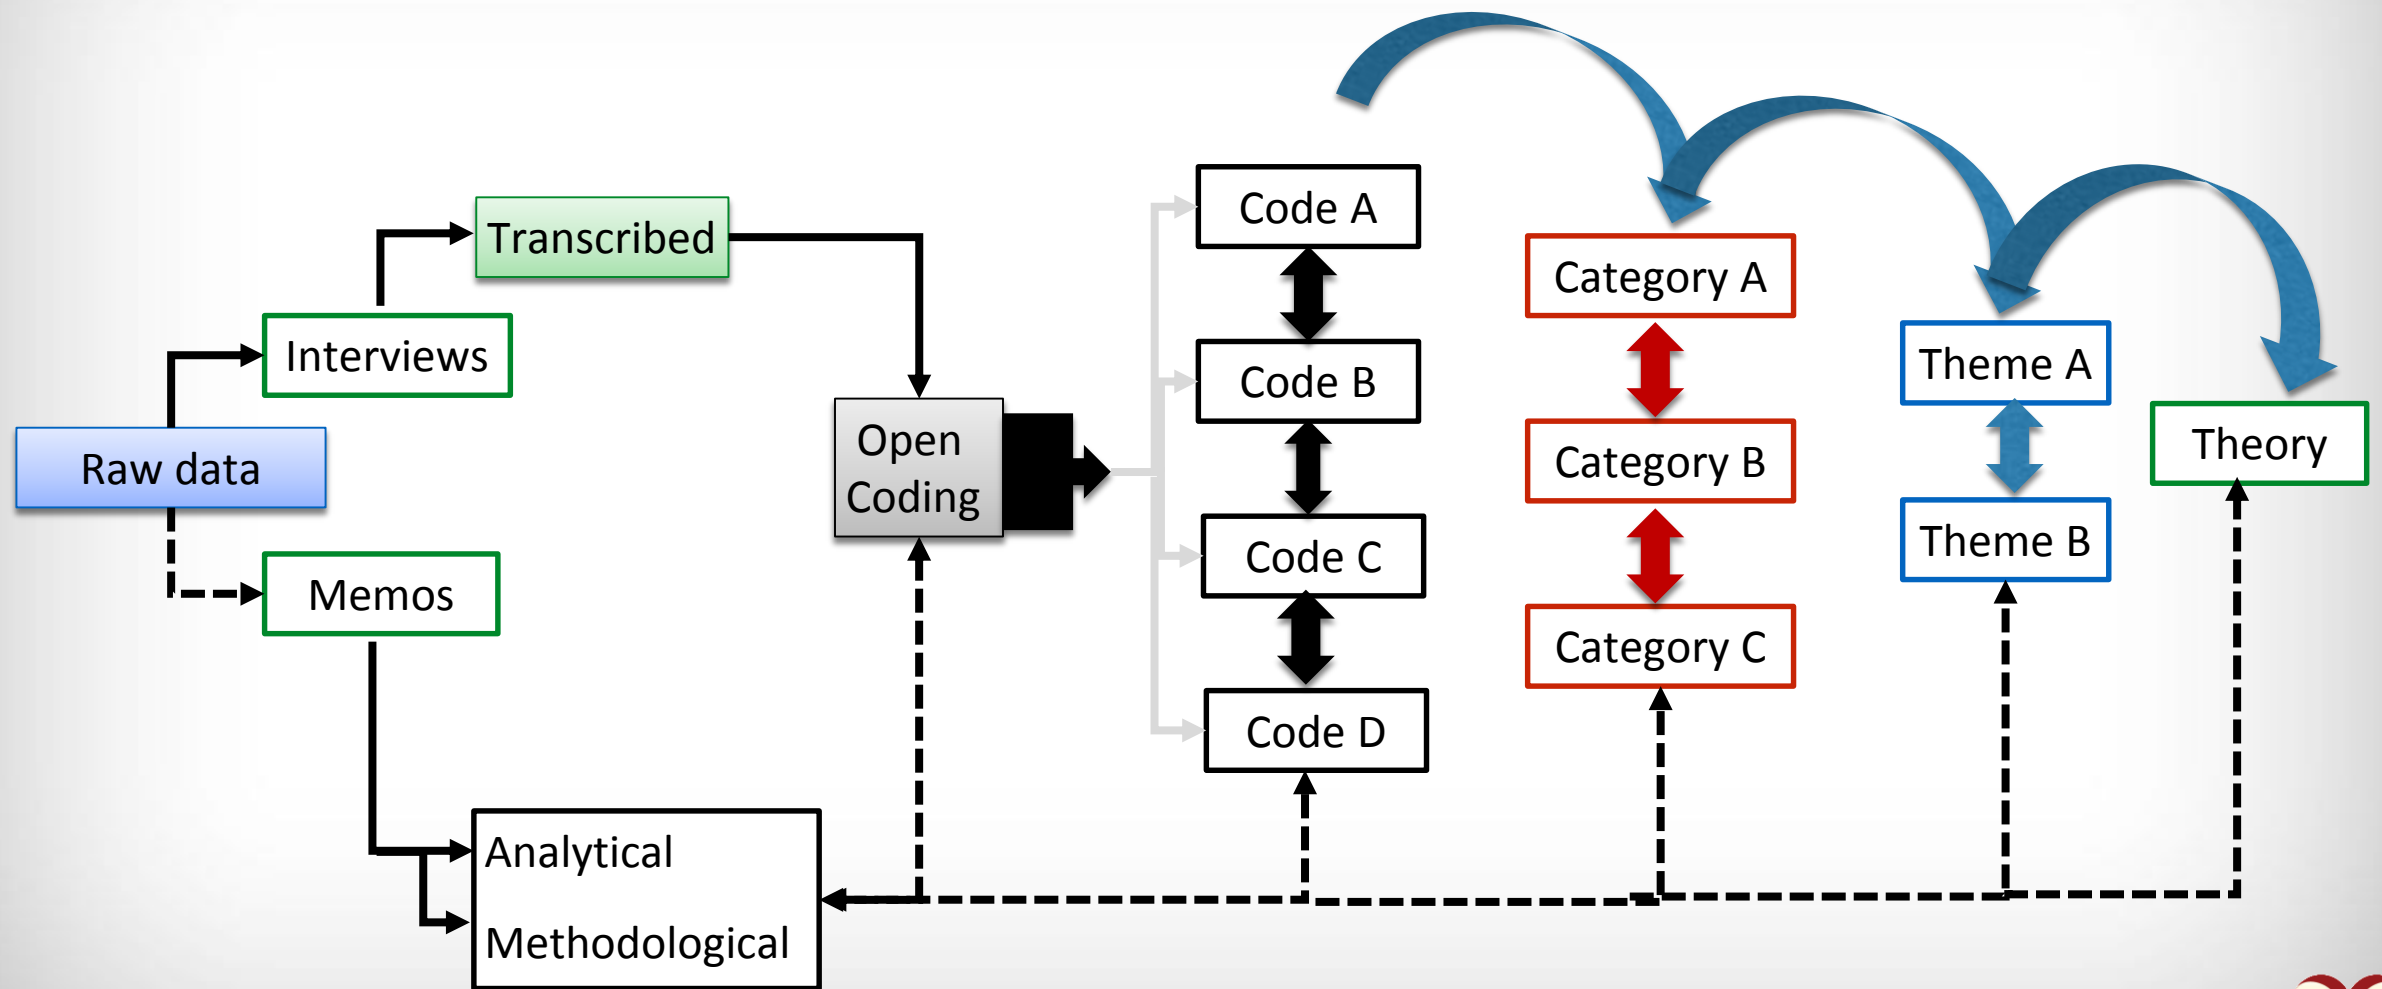 Transcribed
Interviews
Raw data
Memos
Analytical
Methodological
Open
Coding
Code A
Code B
Code C
Code D
Category A
Category B
Category C
Theme A
Theme B
Theory